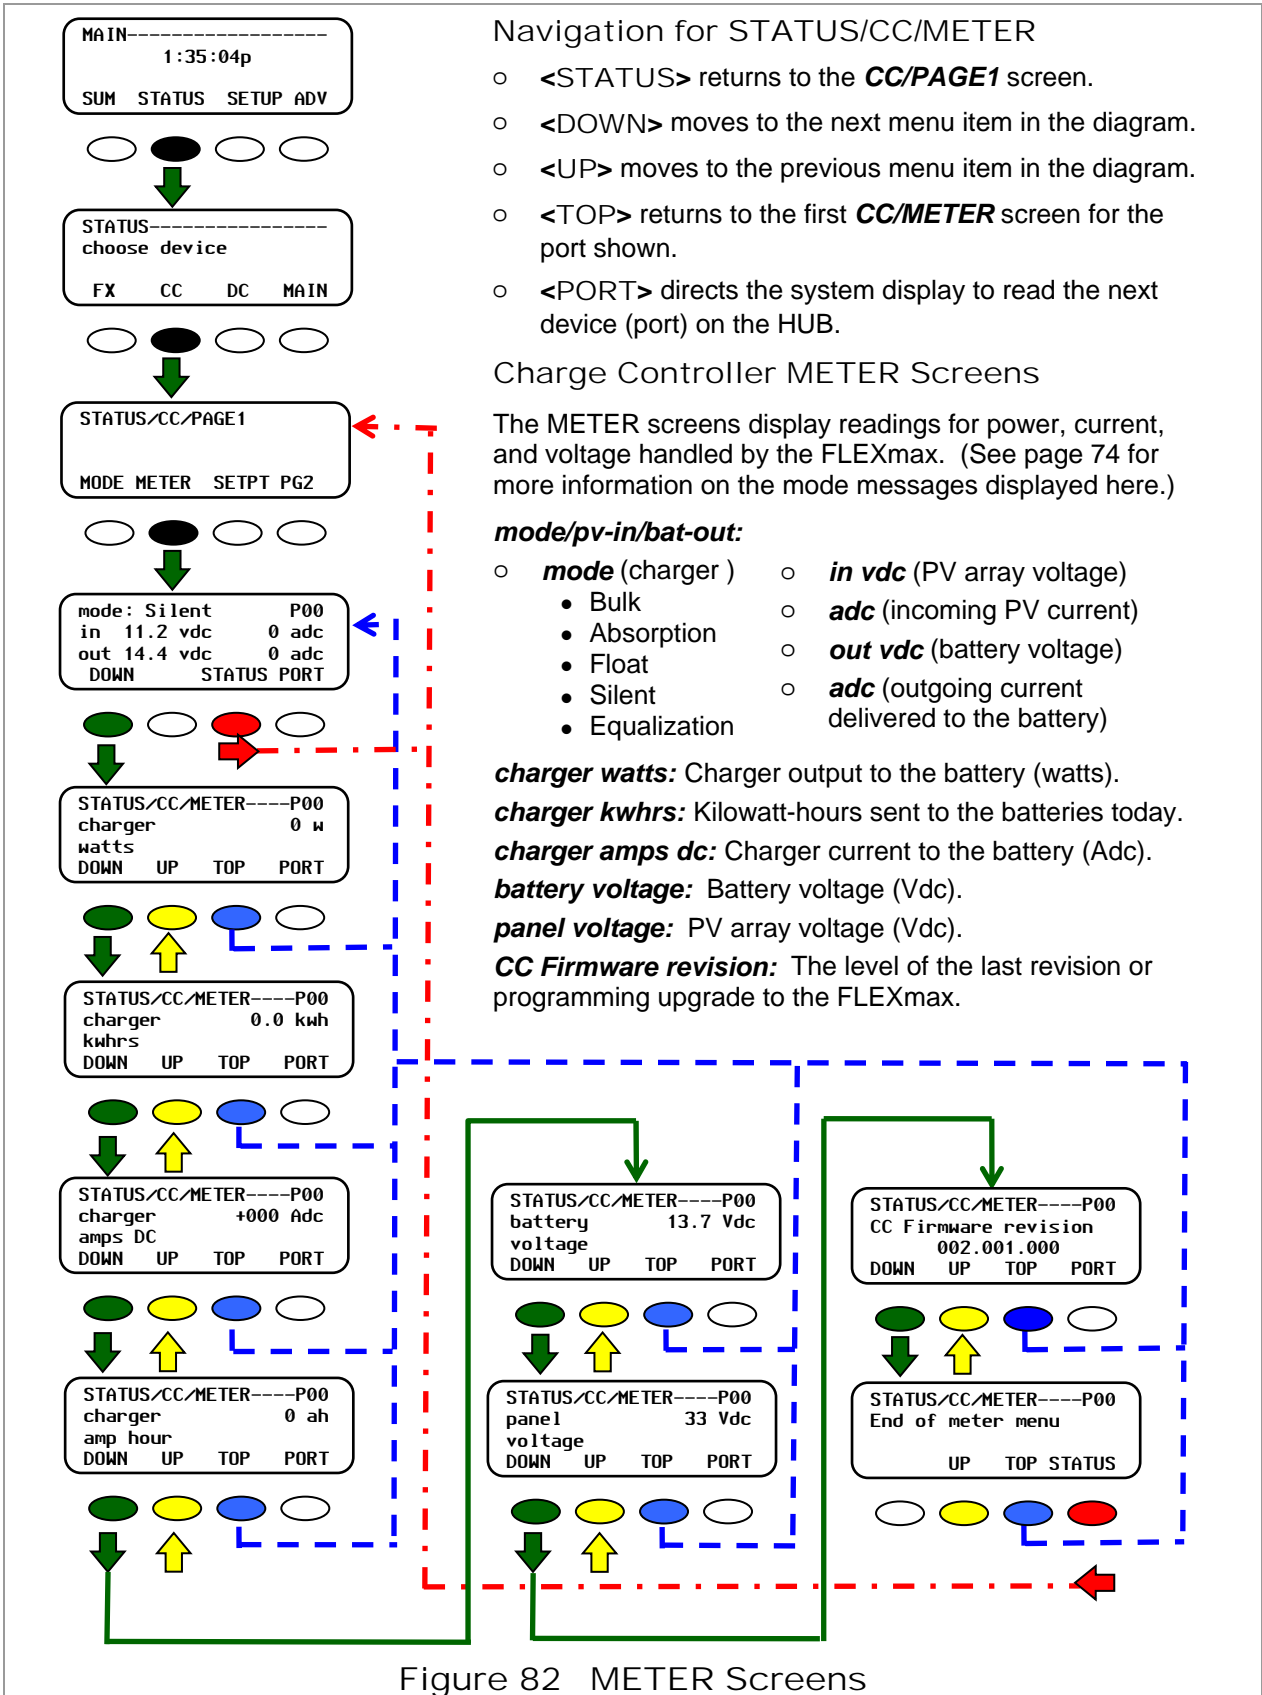 MAIN-------------------
1:35:04p
SUM STATUS SETUP ADV
STATUS-----------------
choose device
FX CC DC MAIN
STATUS/CC/PAGE1
MODE METER SETPT PG2
mode: Silent P00
in 11.2 vdc 0 adc
out 14.4 vdc 0 adc
DOWN STATUS PORT
STATUS/CC/METER----P00
charger 0 w
watts
DOWN UP TOP PORT
STATUS/CC/METER----P00
charger 0.0 kwh
kwhrs
DOWN UP TOP PORT
STATUS/CC/METER----P00
charger +000 Adc
amps DC
DOWN UP TOP PORT
STATUS/CC/METER----P00
charger 0 ah
amp hour
DOWN UP TOP PORT
Navigation for STATUS/CC/METER
o <STATUS> returns to the CC/PAGE1 screen.
o <DOWN> moves to the next menu item in the diagram.
o <UP> moves to the previous menu item in the diagram.
o <TOP> returns to the first CC/METER screen for the
port shown.
o <PORT> directs the system display to read the next
device (port) on the HUB.
Charge Controller METER Screens
The METER screens display readings for power, current,
and voltage handled by the FLEXmax. (See page 74 for
more information on the mode messages displayed here.)
mode/pv-in/bat-out:
o mode (charger )
• Bulk
• Absorption
• Float
• Silent
• Equalization
o in vdc (PV array voltage)
o adc (incoming PV current)
o out vdc (battery voltage)
o adc (outgoing current
delivered to the battery)
charger watts: Charger output to the battery (watts).
charger kwhrs: Kilowatt-hours sent to the batteries today.
charger amps dc: Charger current to the battery (Adc).
battery voltage: Battery voltage (Vdc).
panel voltage: PV array voltage (Vdc).
CC Firmware revision: The level of the last revision or
programming upgrade to the FLEXmax.
STATUS/CC/METER----P00
battery 13.7 Vdc
voltage
DOWN UP TOP PORT
STATUS/CC/METER----P00
panel 33 Vdc
voltage
DOWN UP TOP PORT
STATUS/CC/METER----P00
CC Firmware revision
002.001.000
DOWN UP TOP PORT
STATUS/CC/METER----P00
End of meter menu
UP TOP STATUS
Figure 82 METER Screens